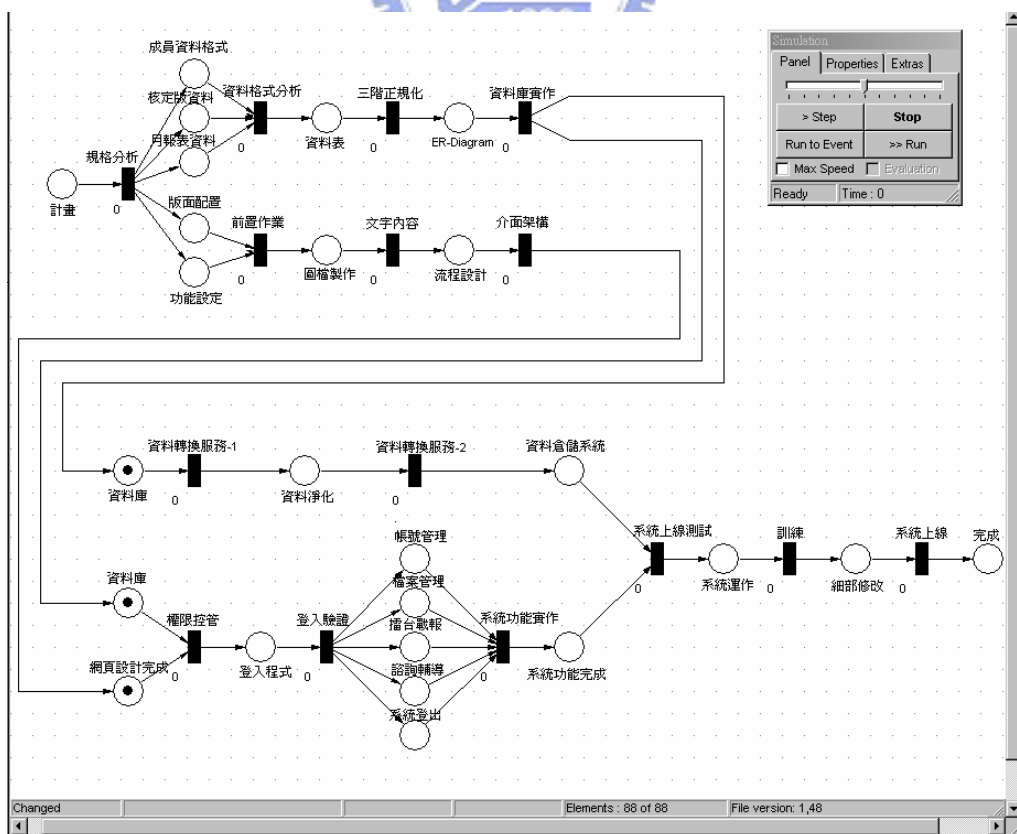 成員資料格式
核定版資料
月報表資料
規格分析
0
計畫
資料格式分析
0
資料表
三階正規化
0
ER-Diagram
資料庫實作
0
版面配置
功能設定
前置作業
0
圖檔製作
文字內容
0
流程設計
介面架構
0
Simulation
Panel
Properties
Extras
> Step
Stop
Run to Event
>> Run
Max Speed
Evaluation
Ready
Time : 0
資料庫
資料轉換服務-1
0
資料淨化
資料轉換服務-2
0
資料倉儲系統
資料庫
網頁設計完成
權限控管
0
登入程式
登入驗證
0
帳號管理
檔案管理
擂台戰報
諮詢輔導
系統登出
系統功能實作
0
系統功能完成
系統上線測試
0
系統運作
訓練
0
細部修改
系統上線
0
完成
Changed
Elements : 88 of 88
File version: 1,48